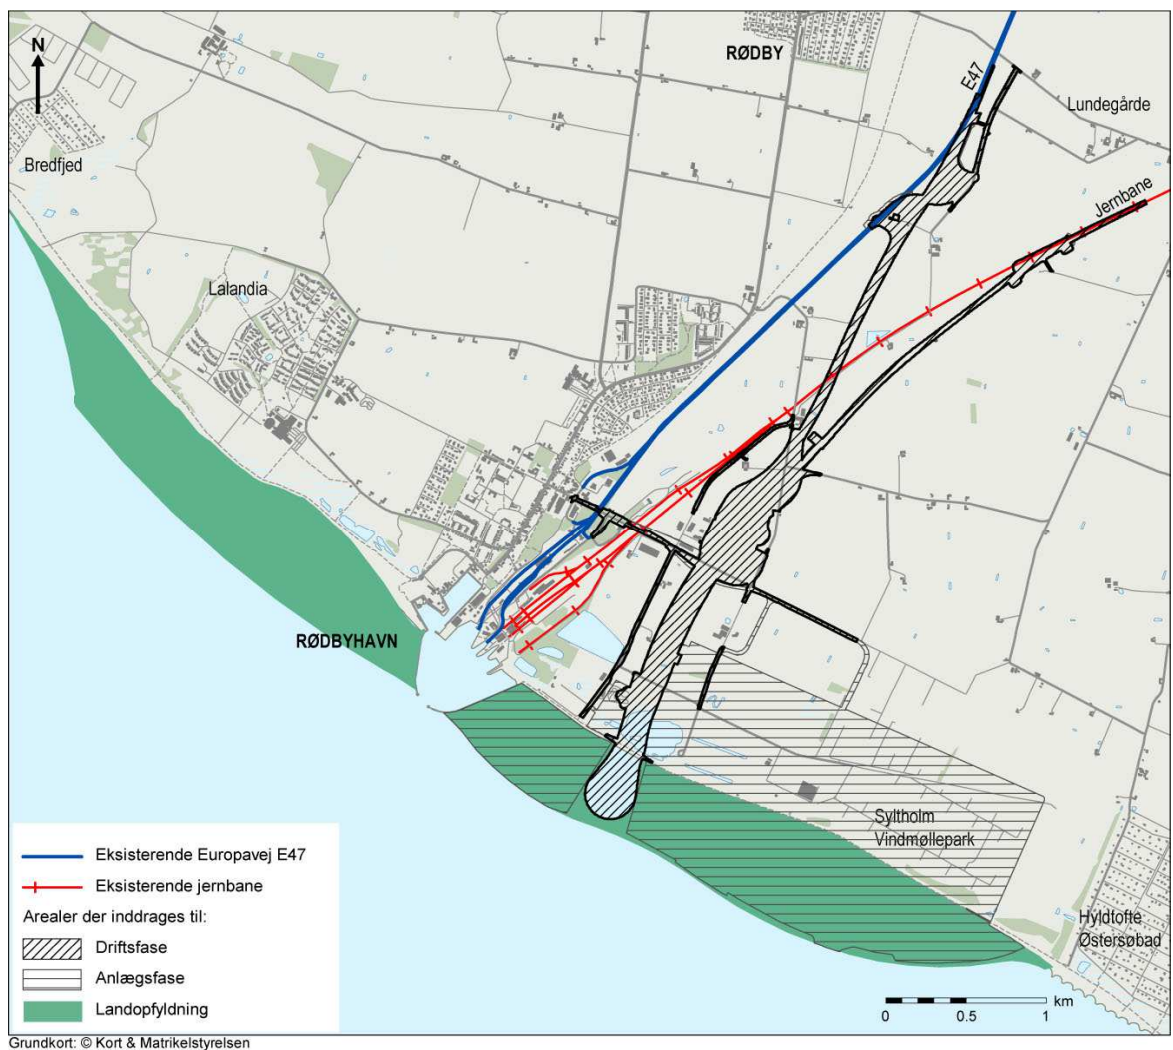 N
RØDBY
E47
Lundegårde
Bredfjed
Jernbane
Lalandia
RØDBYHAVN
Syltholm
Vindmøllepark
Hyldtofte
Østersøbad
Eksisterende Europavej E47
Eksisterende jernbane
Arealer der inddrages til:
Driftsfase
Anlægsfase
Landopfyldning
km
0 0.5 1
Grundkort: © Kort & Matrikelstyrelsen